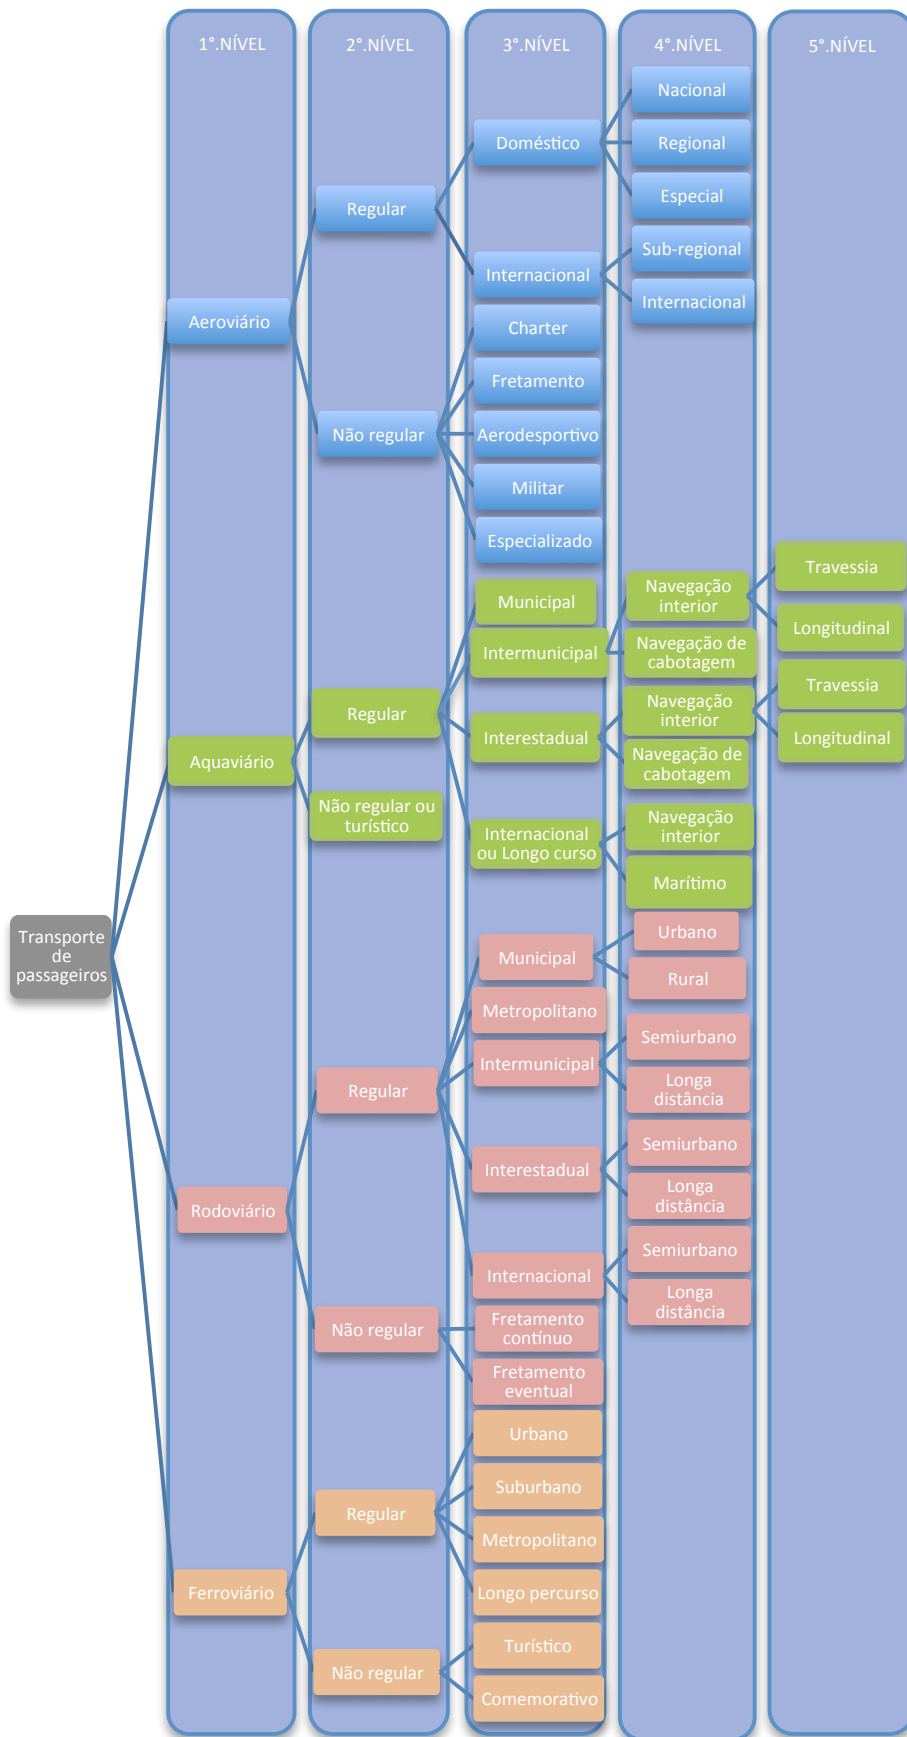 1°.NÍVEL
2°.NÍVEL
3°.NÍVEL
4°.NÍVEL
5°.NÍVEL
Transporte
de
passageiros
Aeroviário
Regular
Doméstico
Nacional
Regional
Especial
Internacional
Sub-regional
Internacional
Não regular
Charter
Fretamento
Aerodesportivo
Militar
Especializado
Aquaviário
Regular
Municipal
Intermunicipal
Navegação
interior
Travessia
Longitudinal
Navegação de
cabotagem
Interestadual
Navegação
interior
Travessia
Longitudinal
Navegação de
cabotagem
Internacional
ou Longo curso
Navegação
interior
Marítimo
Não regular ou
turístico
Rodoviário
Regular
Municipal
Urbano
Rural
Metropolitano
Intermunicipal
Semiurbano
Longa
distância
Interestadual
Semiurbano
Longa
distância
Internacional
Semiurbano
Longa
distância
Não regular
Fretamento
contínuo
Fretamento
eventual
Ferroviário
Regular
Urbano
Suburbano
Metropolitano
Longo percurso
Não regular
Turístico
Comemorativo